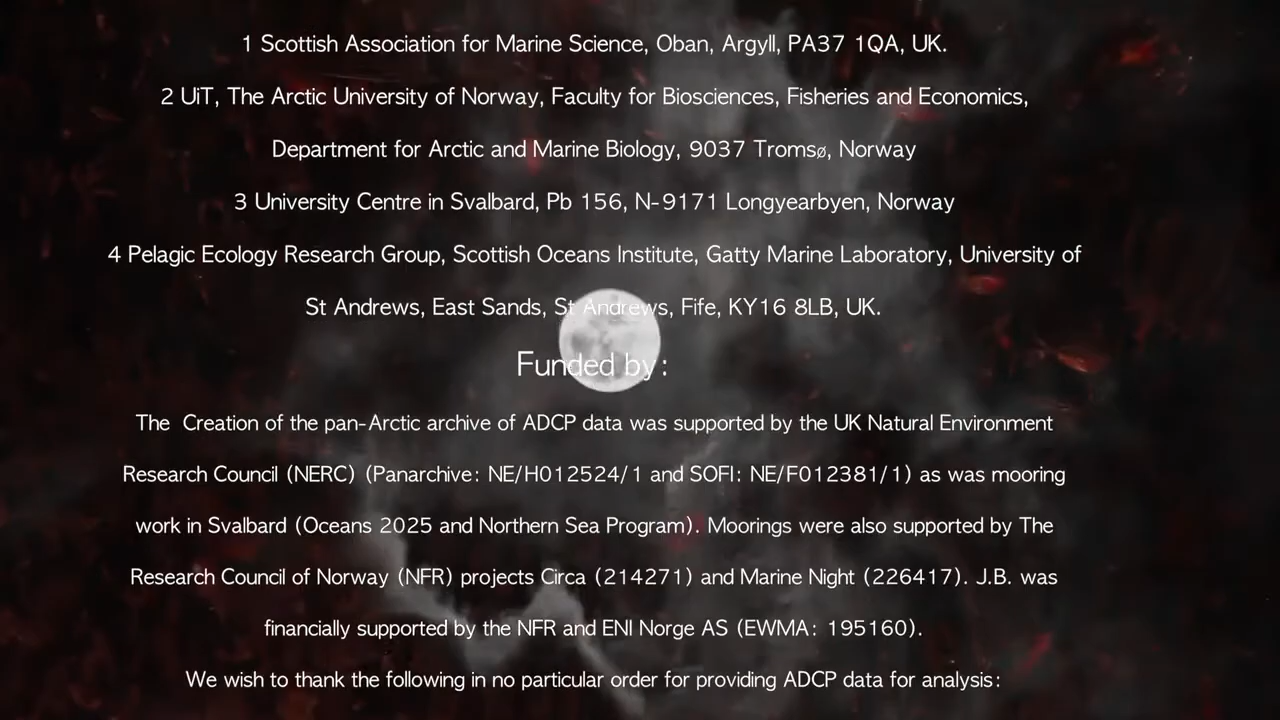 1 Scottish Association for Marine Science, Oban, Argyll, PA37 1QA, UK.
2 UiT, The Arctic University of Norway, Faculty for Biosciences, Fisheries and Economics,
Department for Arctic and Marine Biology, 9037 Tromsø, Norway
3 University Centre in Svalbard, Pb 156, N-9171 Longyearbyen, Norway
4 Pelagic Ecology Research Group, Scottish Oceans Institute, Gatty Marine Laboratory, University of
St Andrews, East Sands, St Andrews, Fife, KY16 8LB, UK.
Funded by:
The  Creation of the pan-Arctic archive of ADCP data was supported by the UK Natural Environment
Research Council (NERC) (Panarchive: NE/H012524/1 and SOFI: NE/F012381/1) as was mooring
work in Svalbard (Oceans 2025 and Northern Sea Program). Moorings were also supported by The
Research Council of Norway (NFR) projects Circa (214271) and Marine Night (226417). J.B. was
financially supported by the NFR and ENI Norge AS (EWMA: 195160).
We wish to thank the following in no particular order for providing ADCP data for analysis: